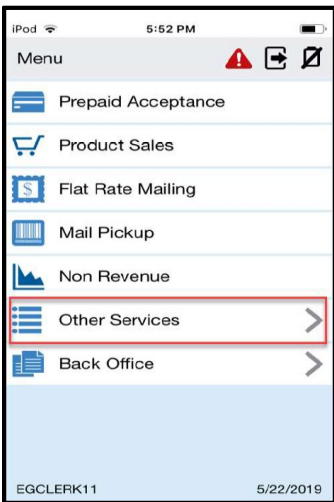 iPod 5:52 PM
Menu
Prepaid Acceptance
Product Sales
$ Flat Rate Mailing
Mail Pickup
Non Revenue
Other Services
Back Office
EGCLERK11 5/22/2019